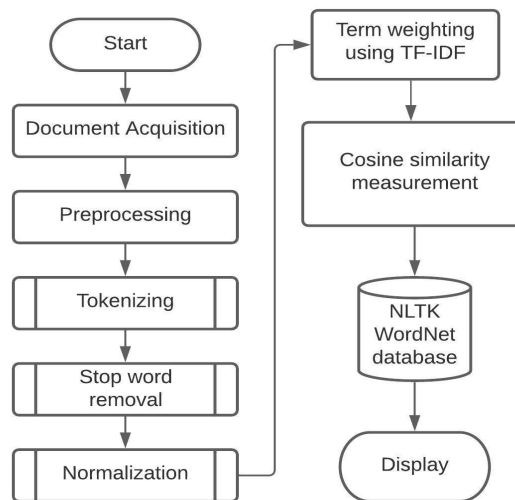 Start
Document Acquisition
Preprocessing
Tokenizing
Stop word
removal
Normalization
Term weighting
using TF-IDF
Cosine similarity
measurement
NLTK
WordNet
database
Display